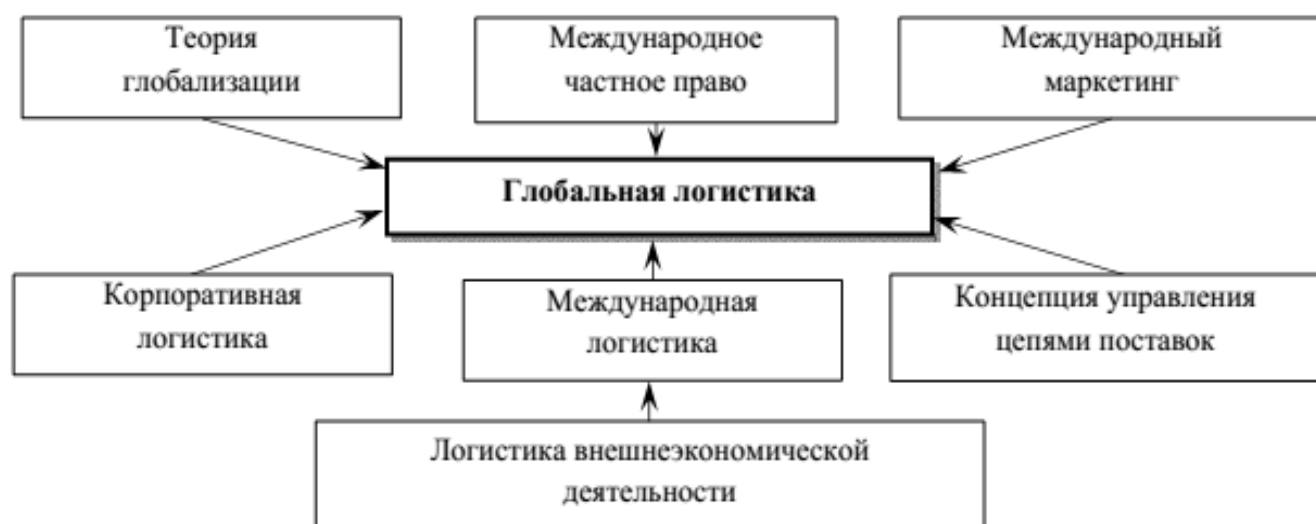 Теория
глобализации
Международное
частное право
Международный
маркетинг
Глобальная логистика
Корпоративная
логистика
Международная
логистика
Концепция управления
цепями поставок
Логистика внешнеэкономической
деятельности